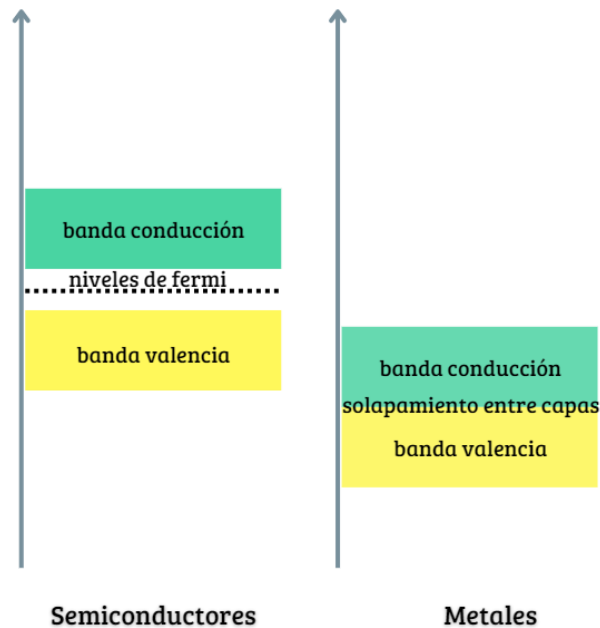 banda conducción
niveles de fermi
banda valencia
Semiconductores
banda conducción
solapamiento entre capas
banda valencia
Metales